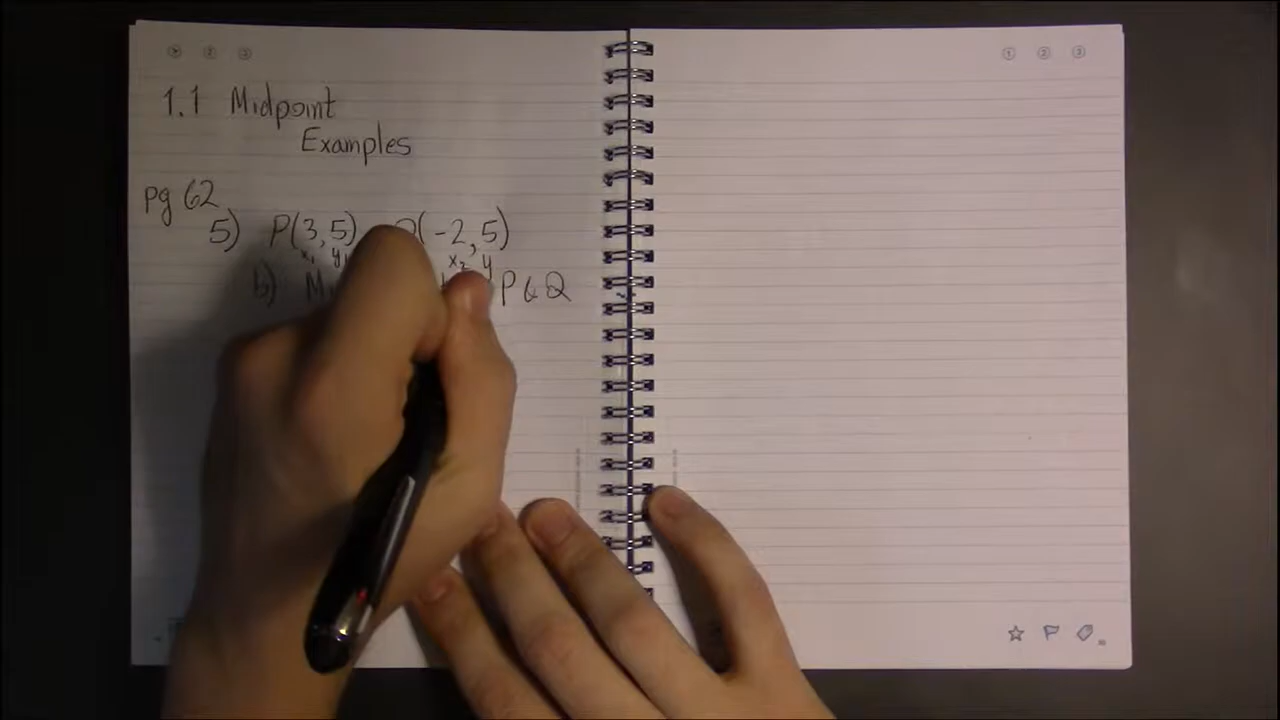 1.1 Midpoint
Examples
pg 62
5) P(3,5) Q(-2,5)
x₁ y₁ x₂ y
b) P & Q